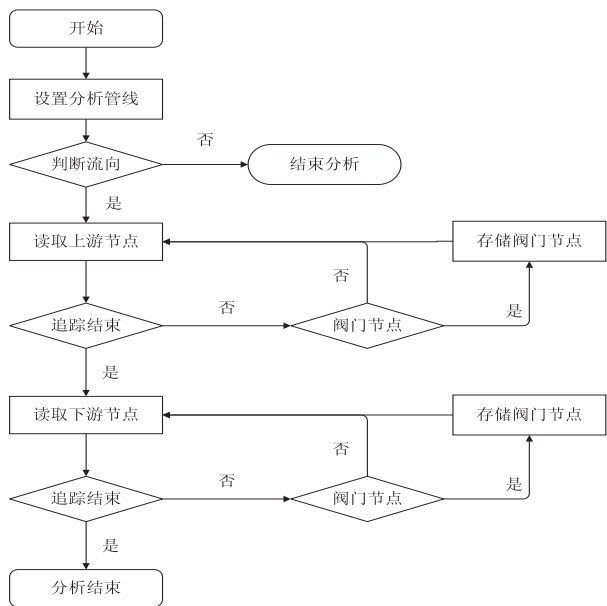 开始
设置分析管线
否
判断流向
结束分析
是
读取上游节点
存储阀门节点
否
否
是
追踪结束
阀门节点
是
读取下游节点
存储阀门节点
否
否
是
追踪结束
阀门节点
是
分析结束